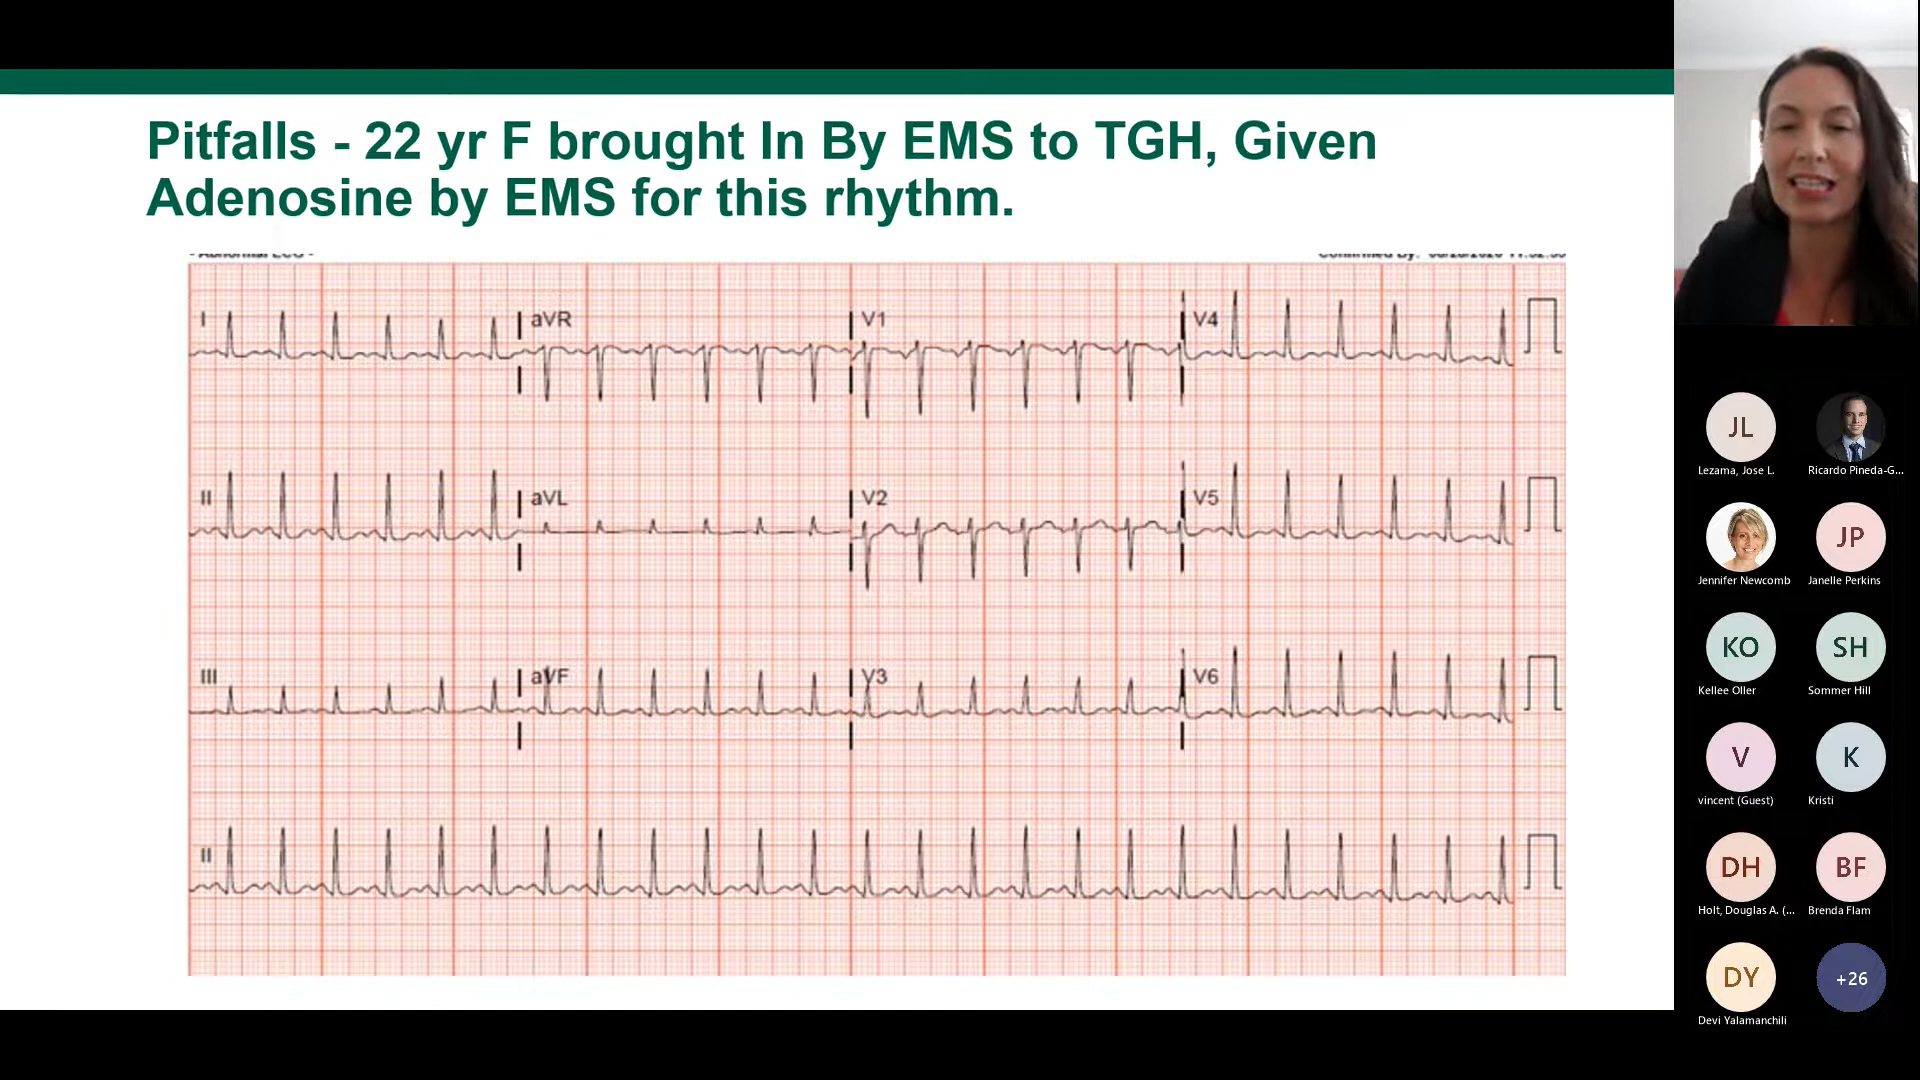 Pitfalls - 22 yr F brought In By EMS to TGH, Given
Adenosine by EMS for this rhythm.
I aVR V1 V4
II aVL V2 V5
III aVF V3 V6
II
JL
Lezama, Jose L.
Ricardo Pineda-G...
Jennifer Newcomb
JP
Janelle Perkins
KO
Kellee Oller
SH
Sommer Hill
V
vincent (Guest)
K
Kristi
DH
Holt, Douglas A. (...
BF
Brenda Flam
DY
Devi Yalamanchili
+26